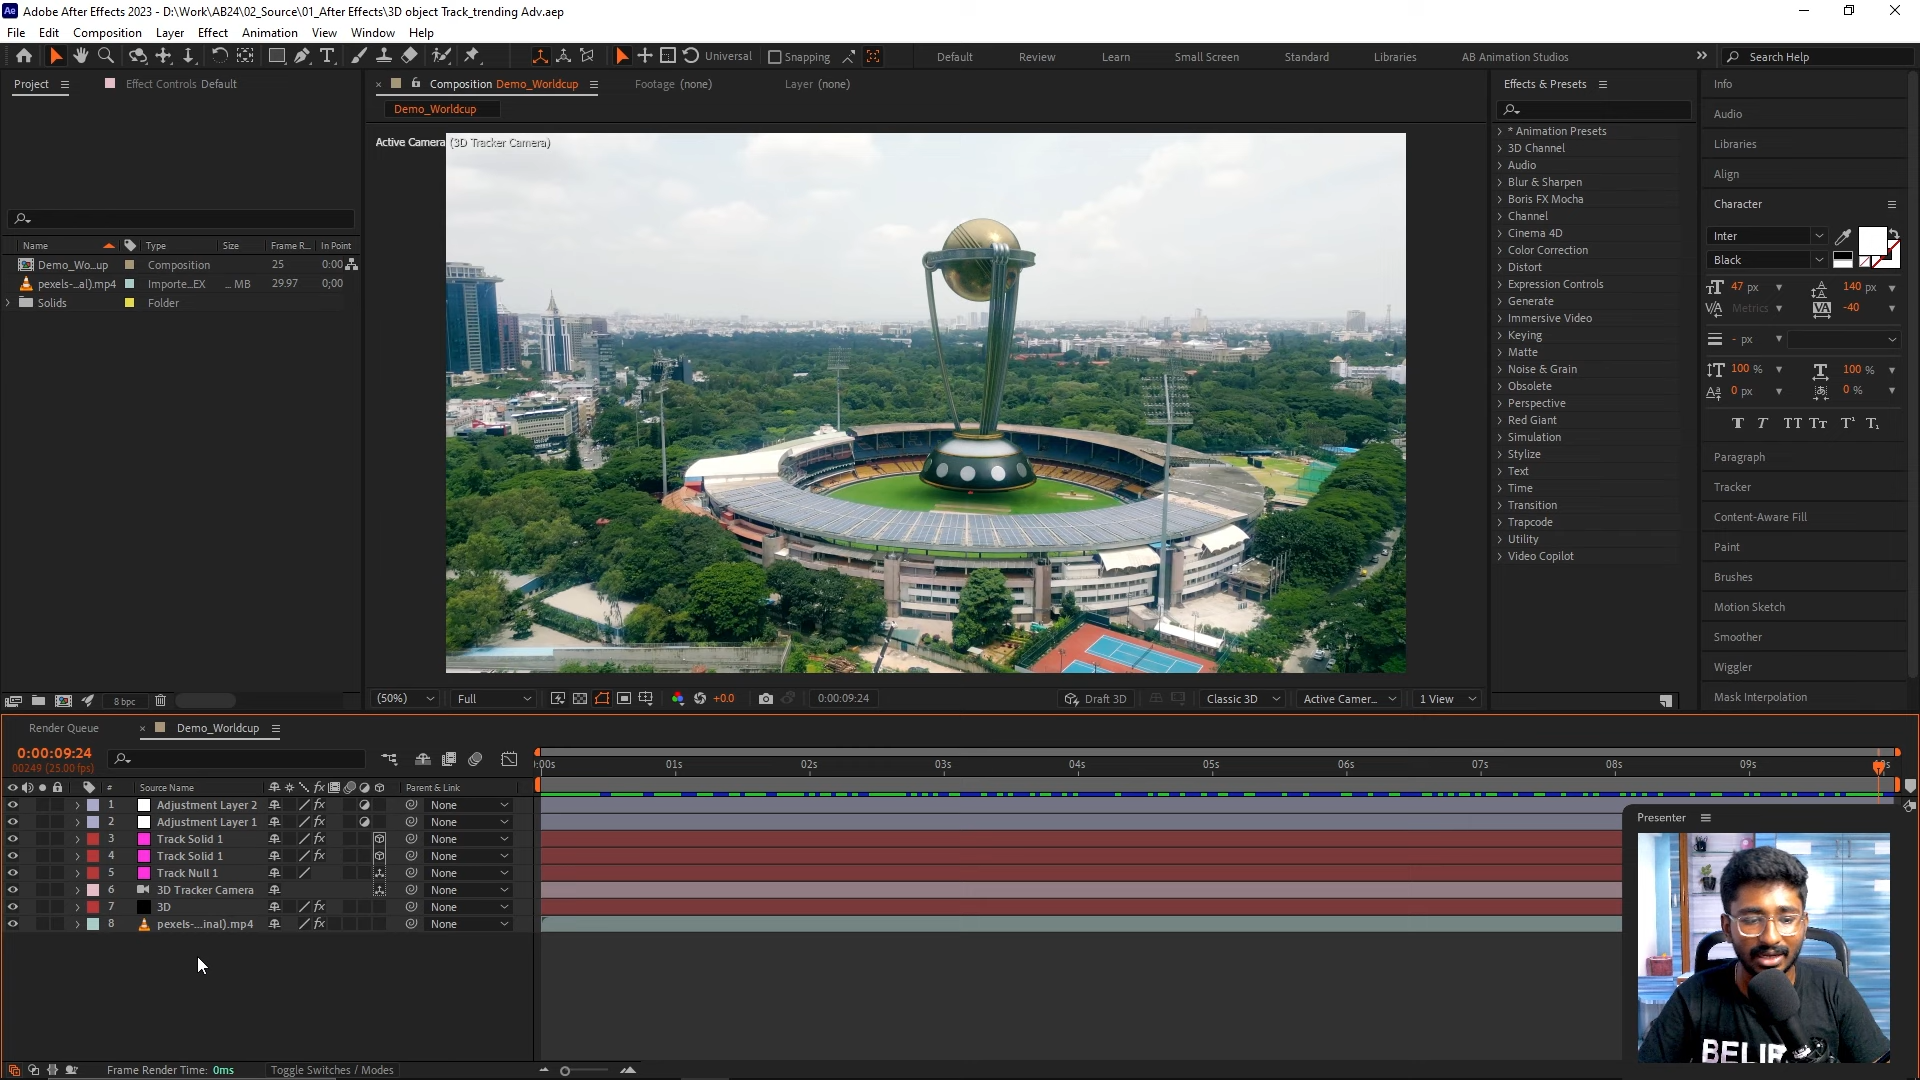 Adobe After Effects 2023 - D:\Work\AB24\02_Source\01_After Effects\3D object Track_trending Adv.aep
File Edit Composition Layer Effect Animation View Window Help
Universal Snapping Default Review Learn Small Screen Standard Libraries AB Animation Studios Search Help
Project Effect Controls Default
Composition Demo_Worldcup Footage (none) Layer (none)
Demo_Worldcup
Active Camera (3D Tracker Camera)
Name Type Size Frame R... In Point
Demo_Wo...up Composition 25 0:00
pexels-...al).mp4 Importe...EX ... MB 29.97 0;00
Solids Folder
8 bpc
(50%) Full +0.0 0:00:09:24 Draft 3D Classic 3D Active Camer... 1 View
Effects & Presets
* Animation Presets
3D Channel
Audio
Blur & Sharpen
Boris FX Mocha
Channel
Cinema 4D
Color Correction
Distort
Expression Controls
Generate
Immersive Video
Keying
Matte
Noise & Grain
Obsolete
Perspective
Red Giant
Simulation
Stylize
Text
Time
Transition
Trapcode
Utility
Video Copilot
Info
Audio
Libraries
Align
Character
Inter
Black
47 px 140 px
Metrics -40
- px
100 % 100 %
0 px 0 %
Paragraph
Tracker
Content-Aware Fill
Paint
Brushes
Motion Sketch
Smoother
Wiggler
Mask Interpolation
Render Queue Demo_Worldcup
0:00:09:24
00249 (25.00 fps)
:00s 01s 02s 03s 04s 05s 06s 07s 08s 09s
# Source Name Parent & Link
1 Adjustment Layer 2 None
2 Adjustment Layer 1 None
3 Track Solid 1 None
4 Track Solid 1 None
5 Track Null 1 None
6 3D Tracker Camera None
7 3D None
8 pexels-...inal).mp4 None
Presenter
Frame Render Time: 0ms Toggle Switches / Modes